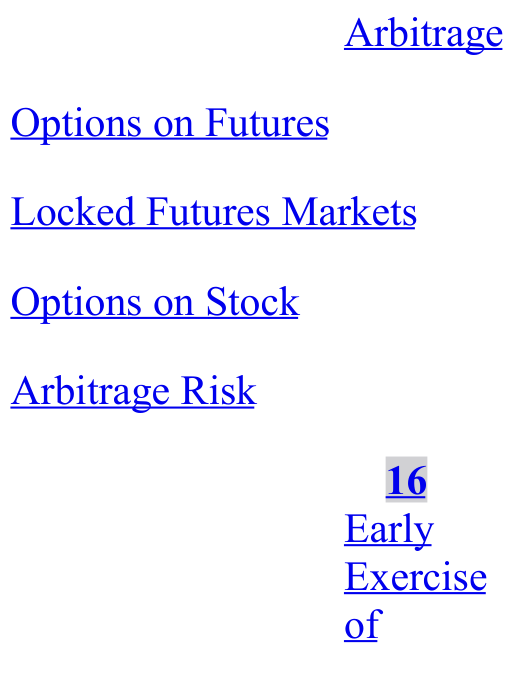 Arbitrage
Options on Futures
Locked Futures Markets
Options on Stock
Arbitrage Risk
16
Early
Exercise
of